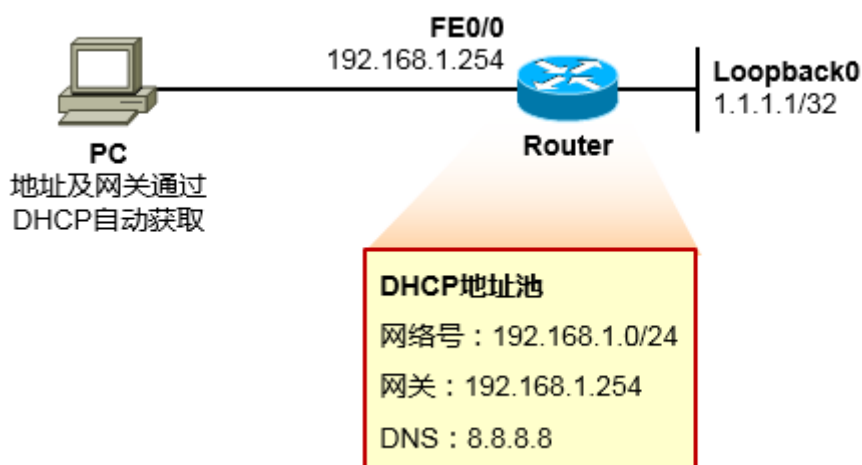 FE0/0
192.168.1.254
Loopback0
1.1.1.1/32
Router
PC
地址及网关通过
DHCP自动获取
DHCP地址池
网络号：192.168.1.0/24
网关：192.168.1.254
DNS：8.8.8.8